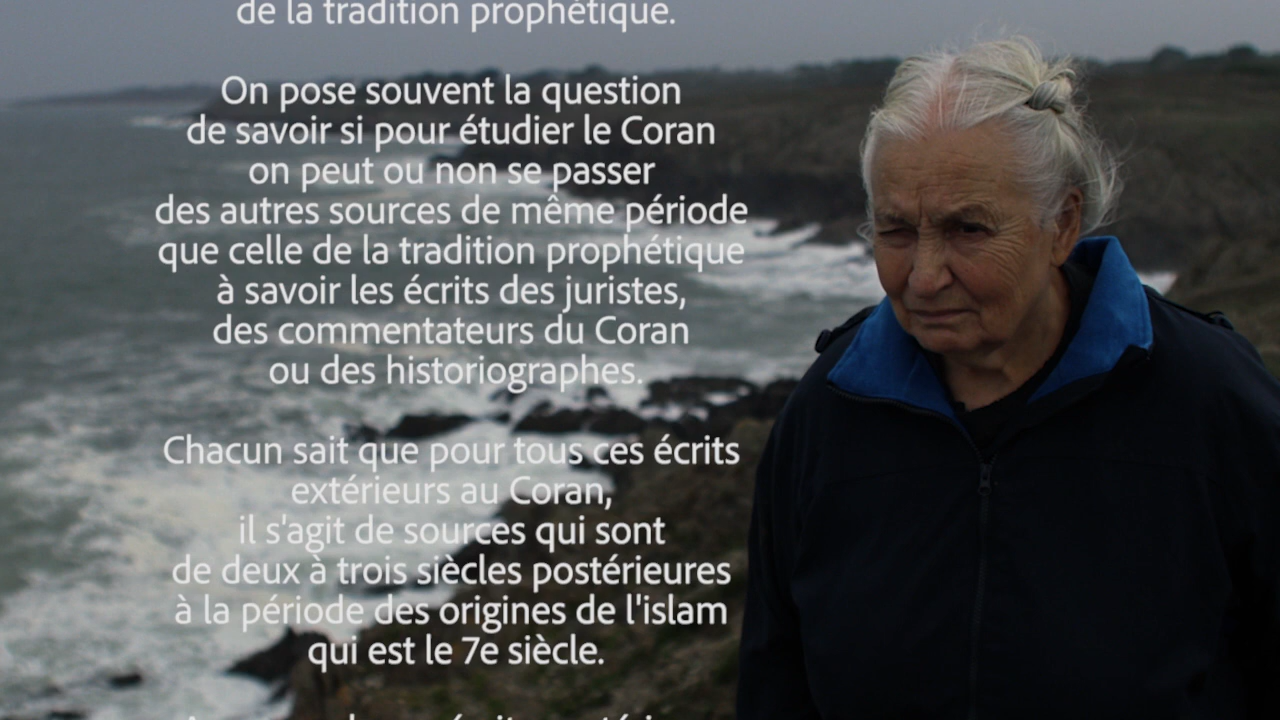 de la tradition prophétique.
On pose souvent la question
de savoir si pour étudier le Coran
on peut ou non se passer
des autres sources de même période
que celle de la tradition prophétique
à savoir les écrits des juristes,
des commentateurs du Coran
ou des historiographes.
Chacun sait que pour tous ces écrits
extérieurs au Coran,
il s'agit de sources qui sont
de deux à trois siècles postérieures
à la période des origines de l'islam
qui est le 7e siècle.